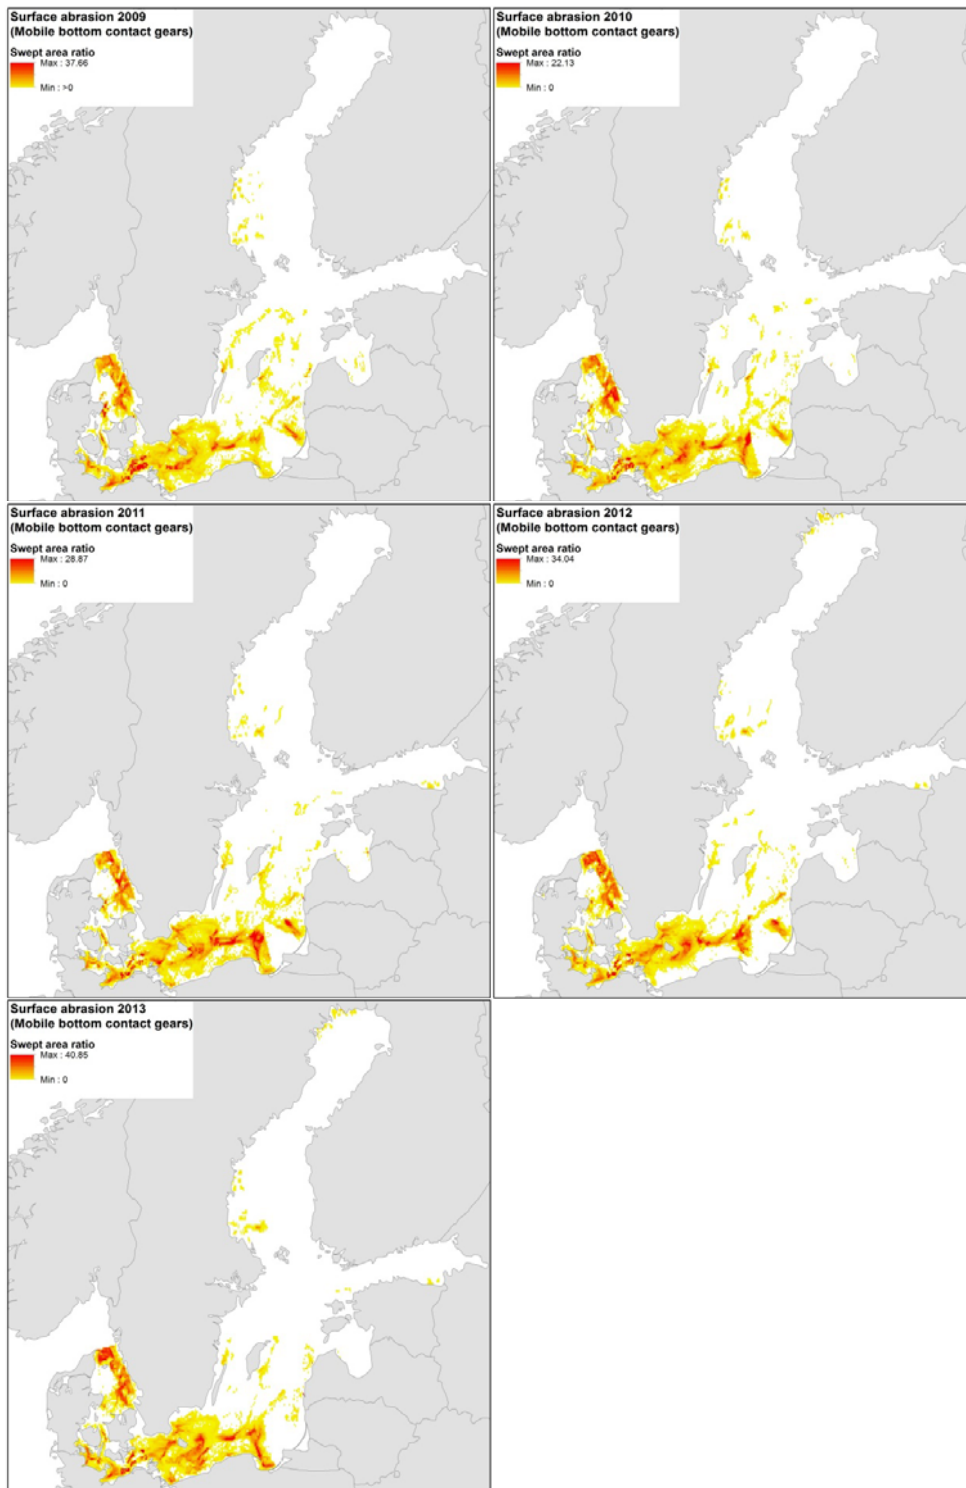 Surface abrasion 2009
(Mobile bottom contact gears)
Swept area ratio
Max : 37.66
Min : >0
Surface abrasion 2010
(Mobile bottom contact gears)
Swept area ratio
Max : 22.13
Min : 0
Surface abrasion 2011
(Mobile bottom contact gears)
Swept area ratio
Max : 28.87
Min : 0
Surface abrasion 2012
(Mobile bottom contact gears)
Swept area ratio
Max : 34.04
Min : 0
Surface abrasion 2013
(Mobile bottom contact gears)
Swept area ratio
Max : 40.85
Min : 0